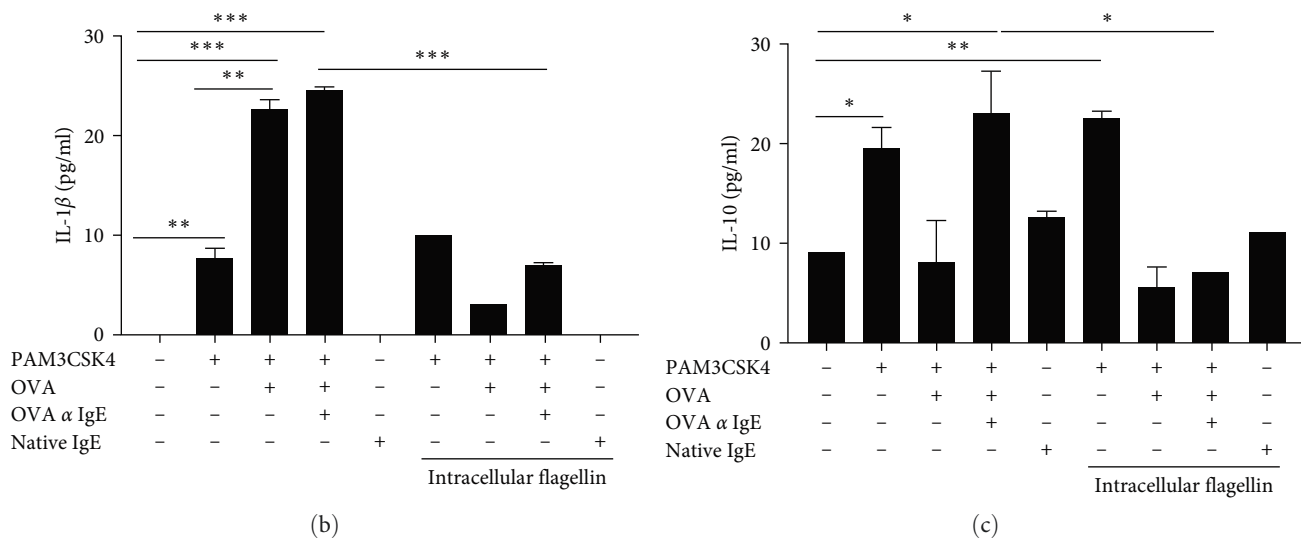 ***
***
**
***
**
30
20
10
0
IL-1β (pg/ml)
PAM3CSK4 – + + + – + + + –
OVA – – + + – – + + –
OVA α IgE – – – + – – – + –
Native IgE – – – – + – – – +
Intracellular flagellin
(b)
*
*
**
*
30
20
10
0
IL-10 (pg/ml)
PAM3CSK4 – + + + – + + + –
OVA – – + + – – + + –
OVA α IgE – – – + – – – + –
Native IgE – – – – + – – – +
Intracellular flagellin
(c)